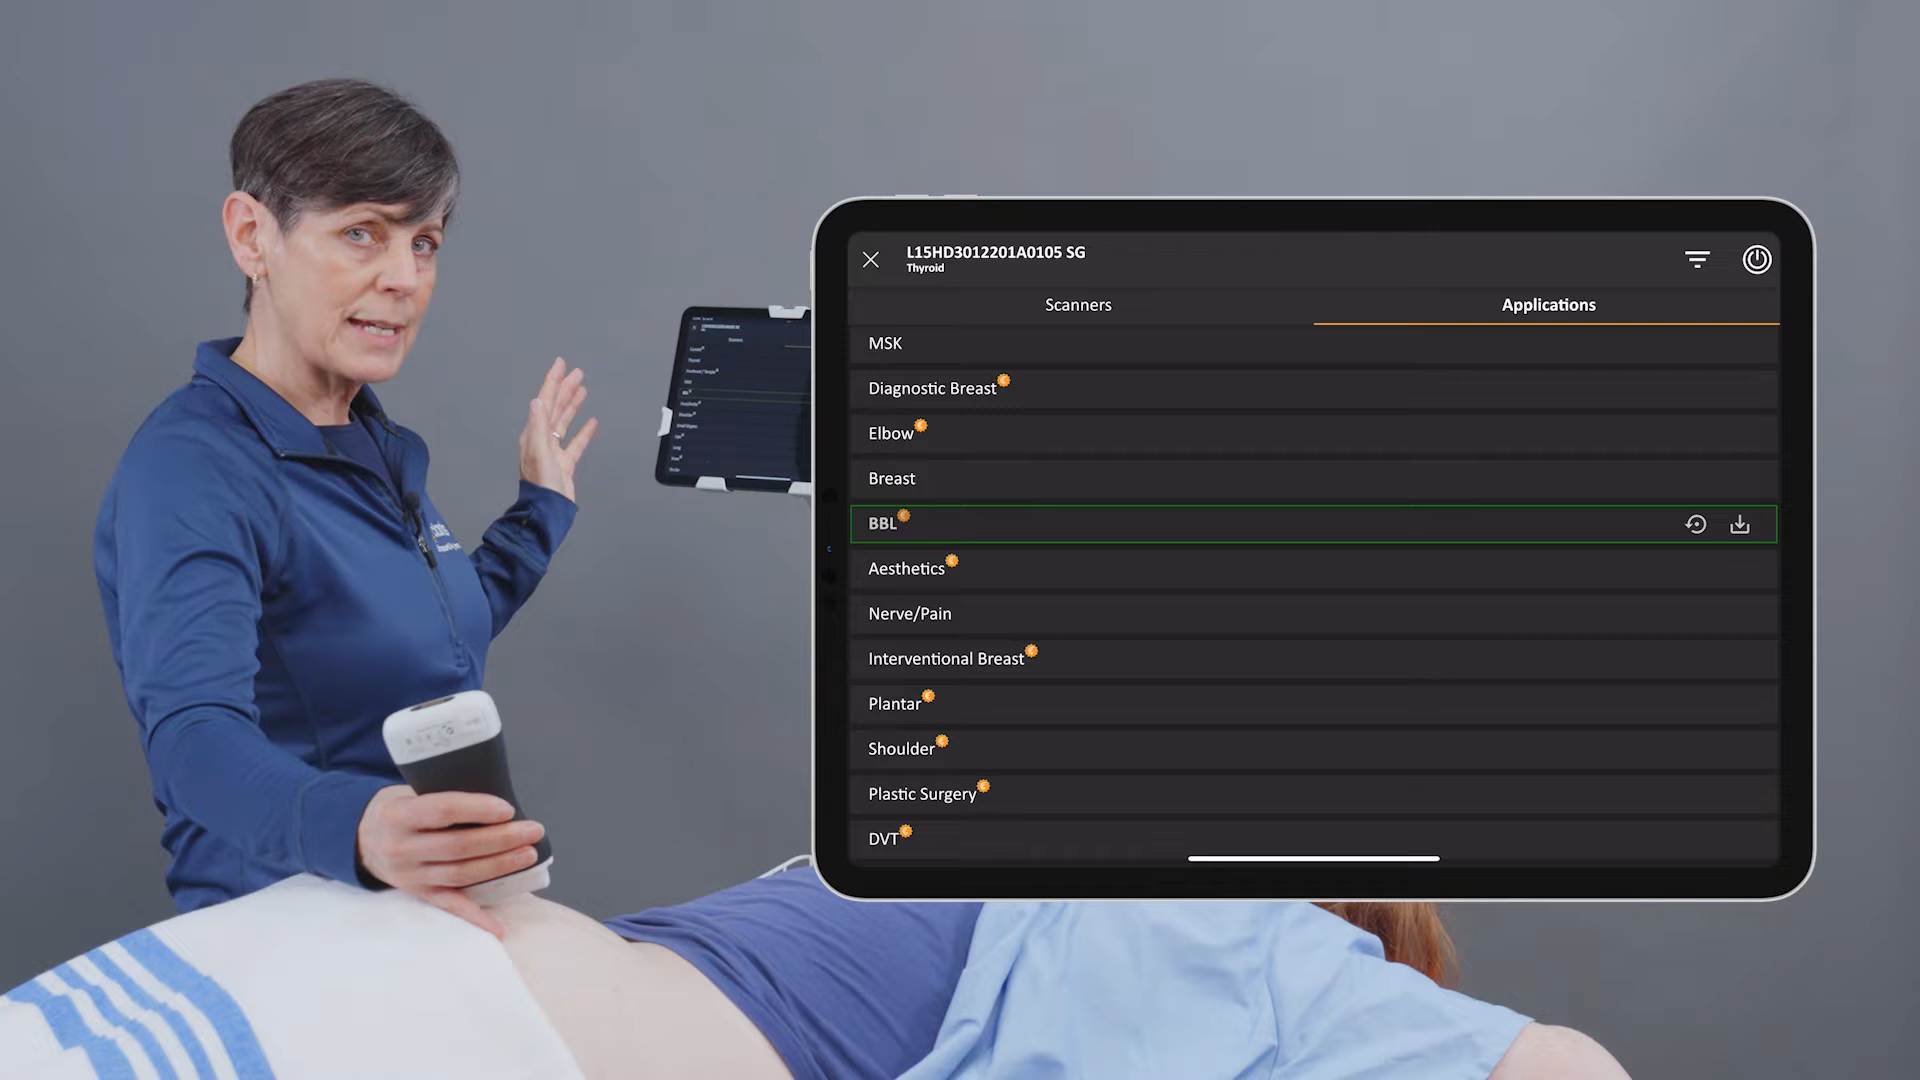 L15HD3012201A0105 SG
Thyroid
Scanners
Applications
MSK
Diagnostic Breast
Elbow
Breast
BBL
Aesthetics
Nerve/Pain
Interventional Breast
Plantar
Shoulder
Plastic Surgery
DVT